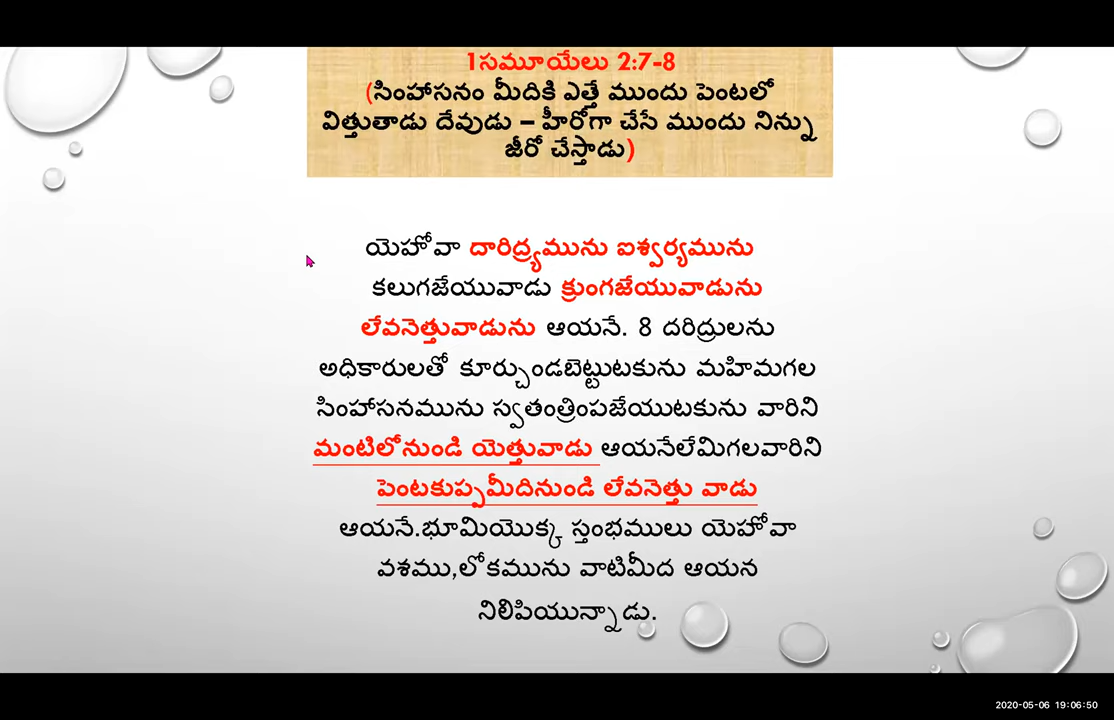 1సమూయేలు 2:7-8
(సింహాసనం మీదికి ఎత్తే ముందు పెంటలో
విత్తుతాడు దేవుడు – హీరోగా చేసే ముందు నిన్ను
జీరో చేస్తాడు)
యెహోవా దారిద్ర్యమును ఐశ్వర్యమును
కలుగజేయువాడు క్రుంగజేయువాడును
లేవనెత్తువాడును ఆయనే. 8 దరిద్రులను
అధికారులతో కూర్చుండబెట్టుటకును మహిమగల
సింహాసనమును స్వతంత్రింపజేయుటకును వారిని
మంటిలోనుండి యెత్తువాడు ఆయనేలేమిగలవారిని
పెంటకుప్పమీదినుండి లేవనెత్తు వాడు
ఆయనే.భూమియొక్క స్తంభములు యెహోవా
వశము,లోకమును వాటిమీద ఆయన
నిలిపియున్నాడు.
2020-05-06 19:06:50